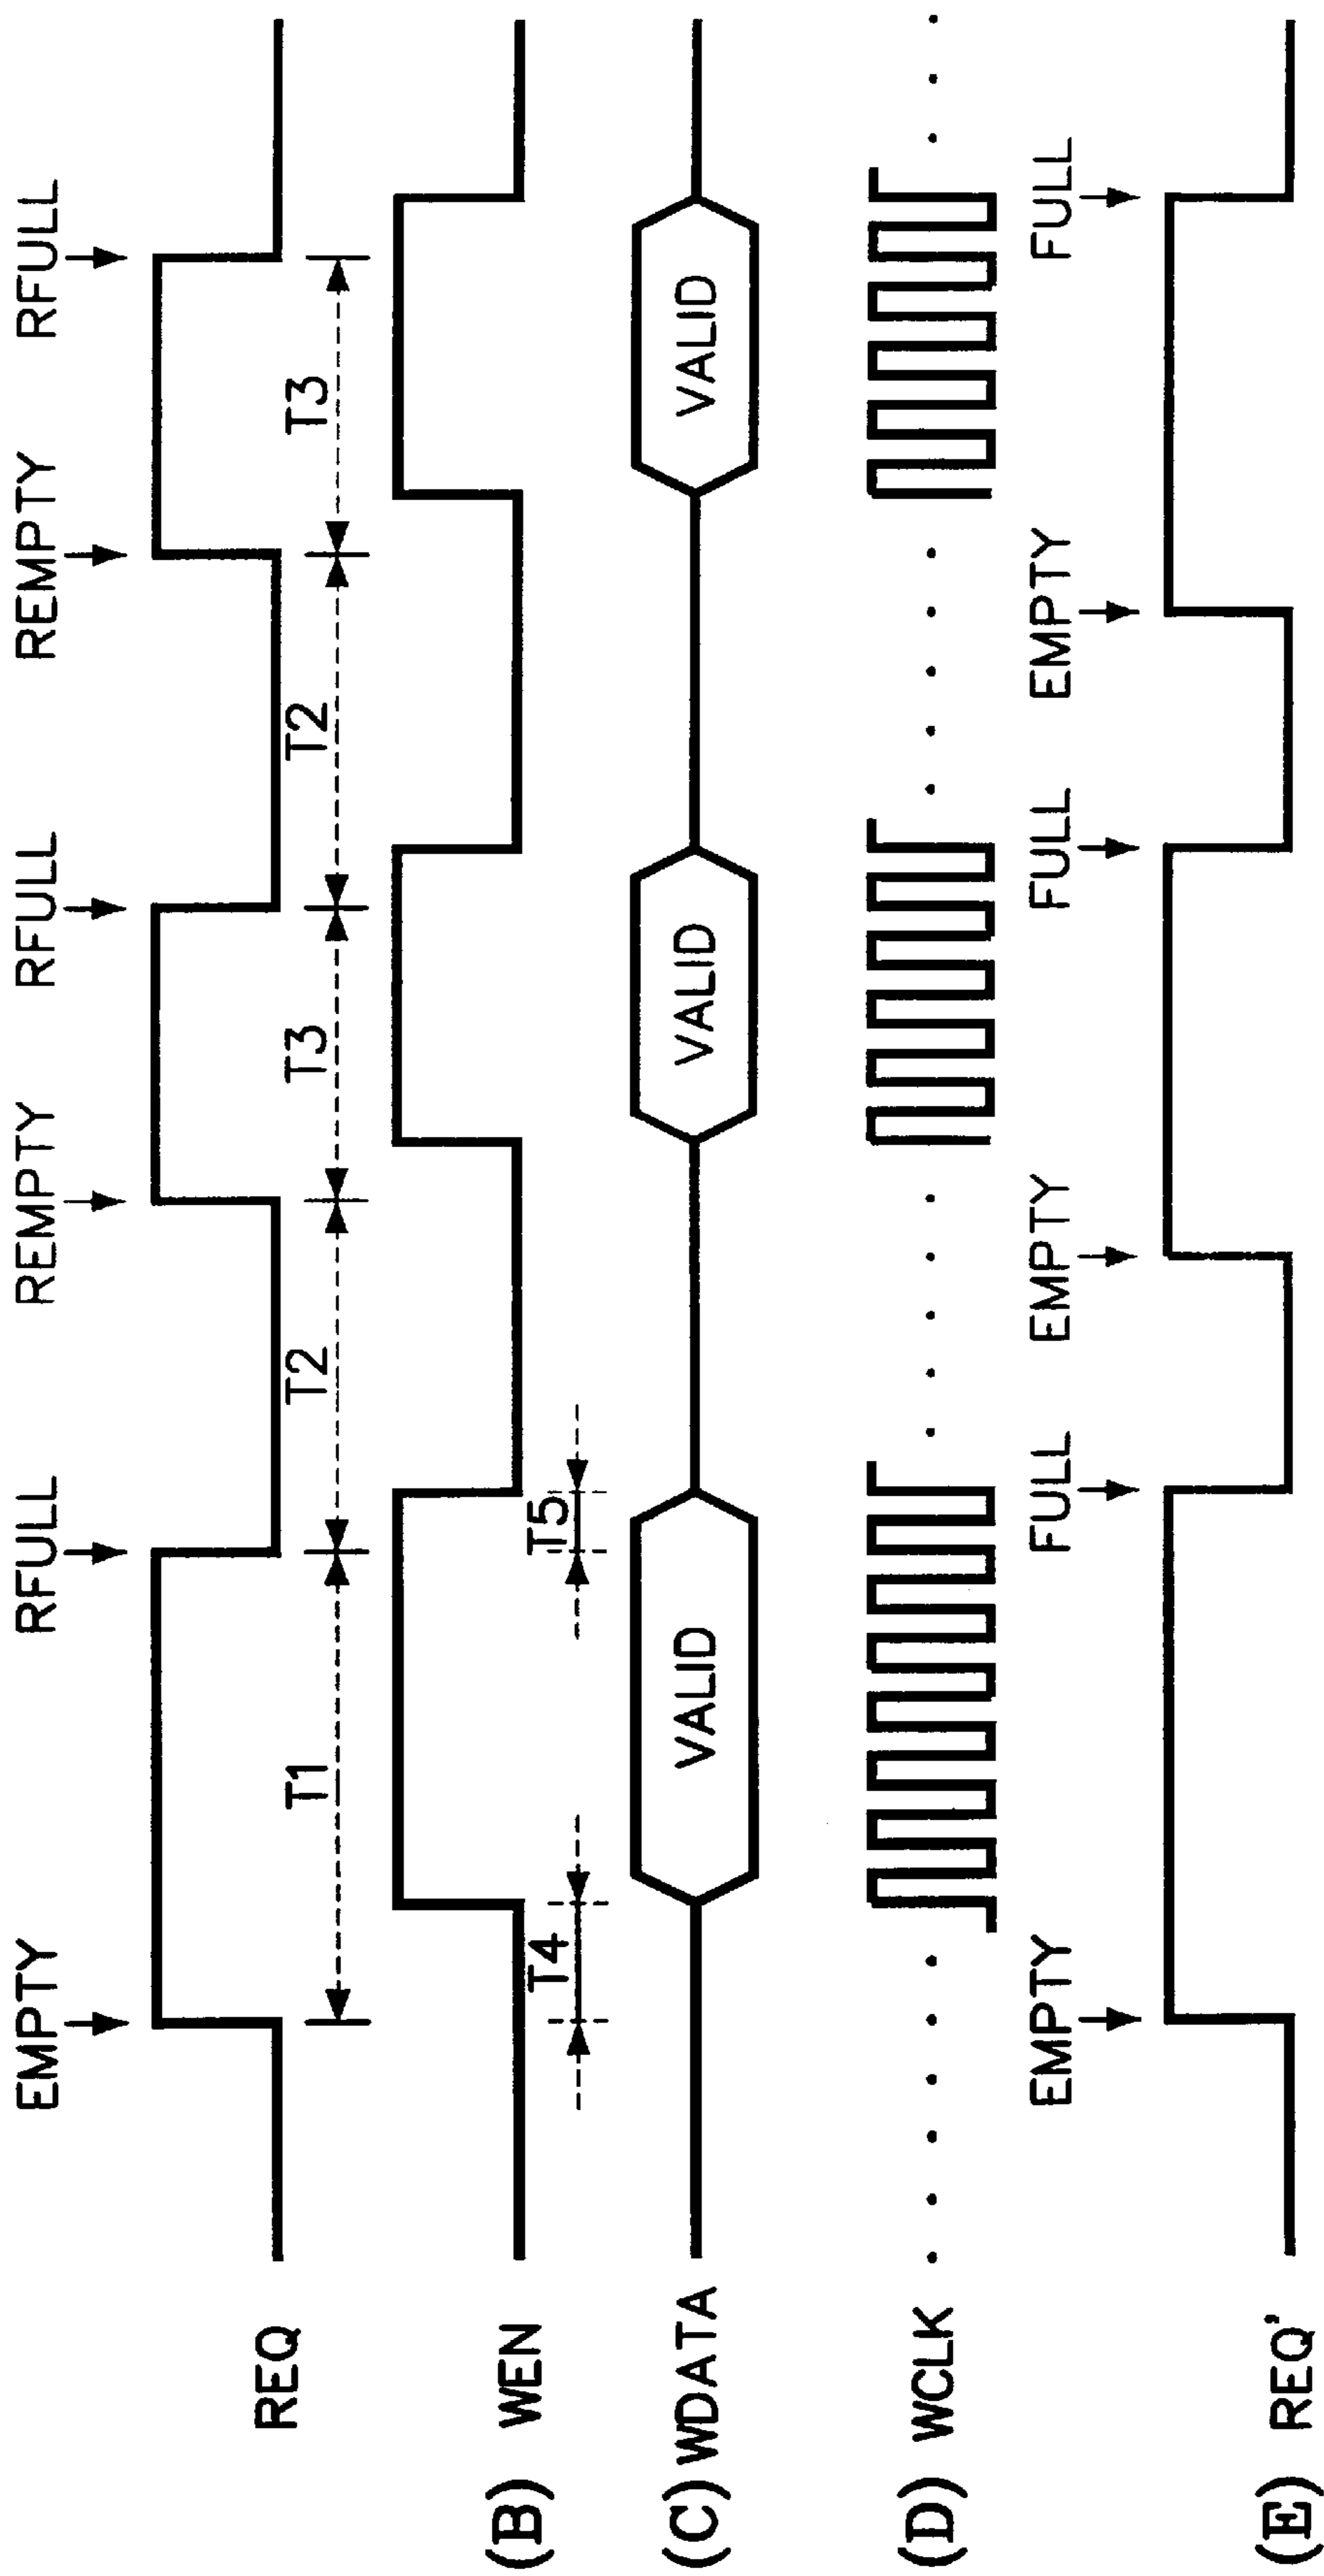 EMPTY RFULL REMPTY RFULL REMPTY RFULL
REQ
T1 T2 T3 T2 T3
(B) WEN
T4 T5
(C) WDATA VALID VALID VALID
(D) WCLK
EMPTY FULL EMPTY FULL EMPTY FULL
(E) REQ'